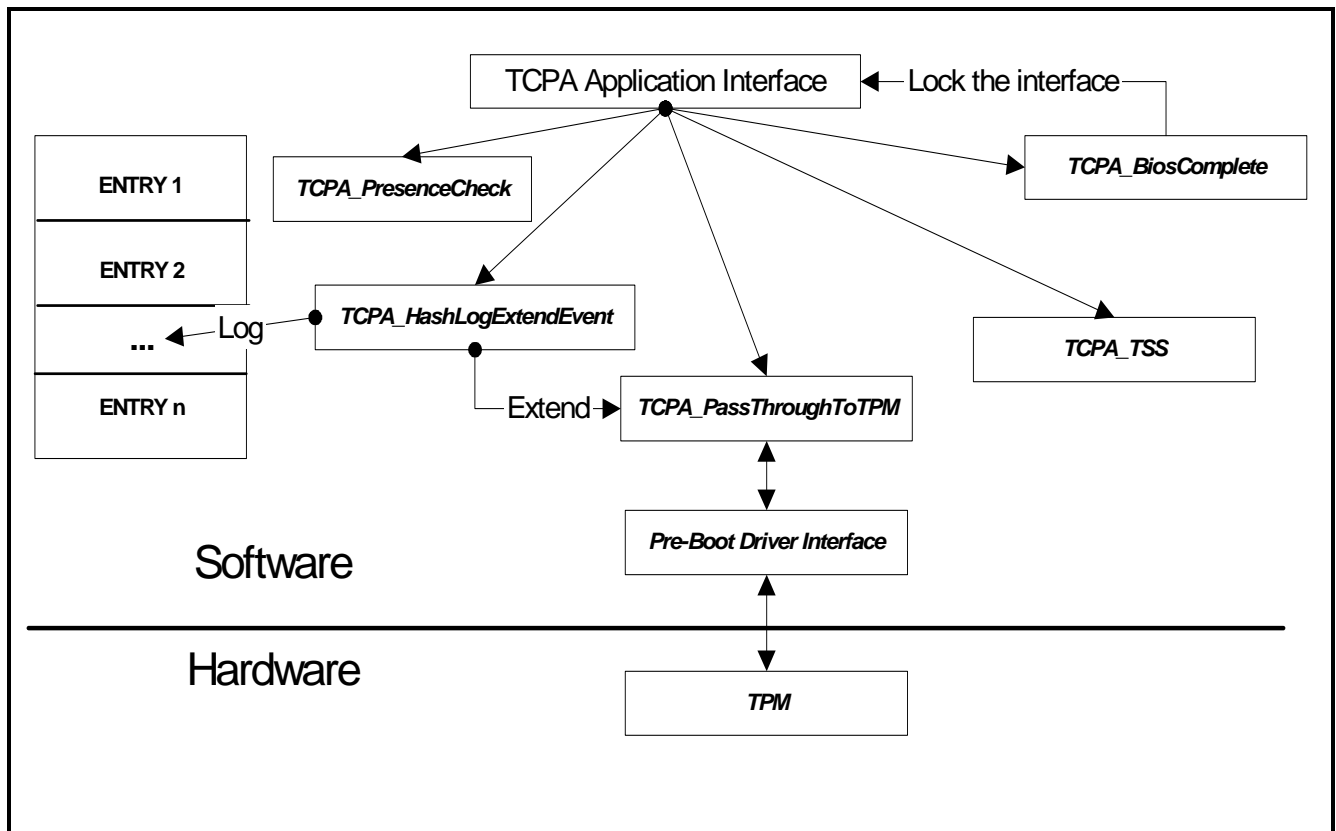 TCPA Application Interface
Lock the interface
ENTRY 1
TCPA_PresenceCheck
TCPA_BiosComplete
ENTRY 2
Log
TCPA_HashLogExtendEvent
...
TCPA_TSS
ENTRY n
Extend
TCPA_PassThroughToTPM
Pre-Boot Driver Interface
Software
Hardware
TPM